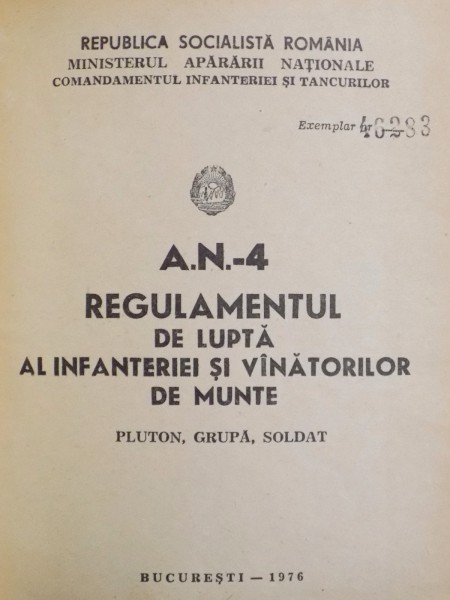 REPUBLICA SOCIALISTĂ ROMÂNIA
MINISTERUL APĂRĂRII NAȚIONALE
COMANDAMENTUL INFANTERIEI ȘI TANCURILOR
Exemplar nr 46283
A.N.-4
REGULAMENTUL
DE LUPTĂ
AL INFANTERIEI ȘI VÎNĂTORILOR
DE MUNTE
PLUTON, GRUPĂ, SOLDAT
BUCUREȘTI — 1976